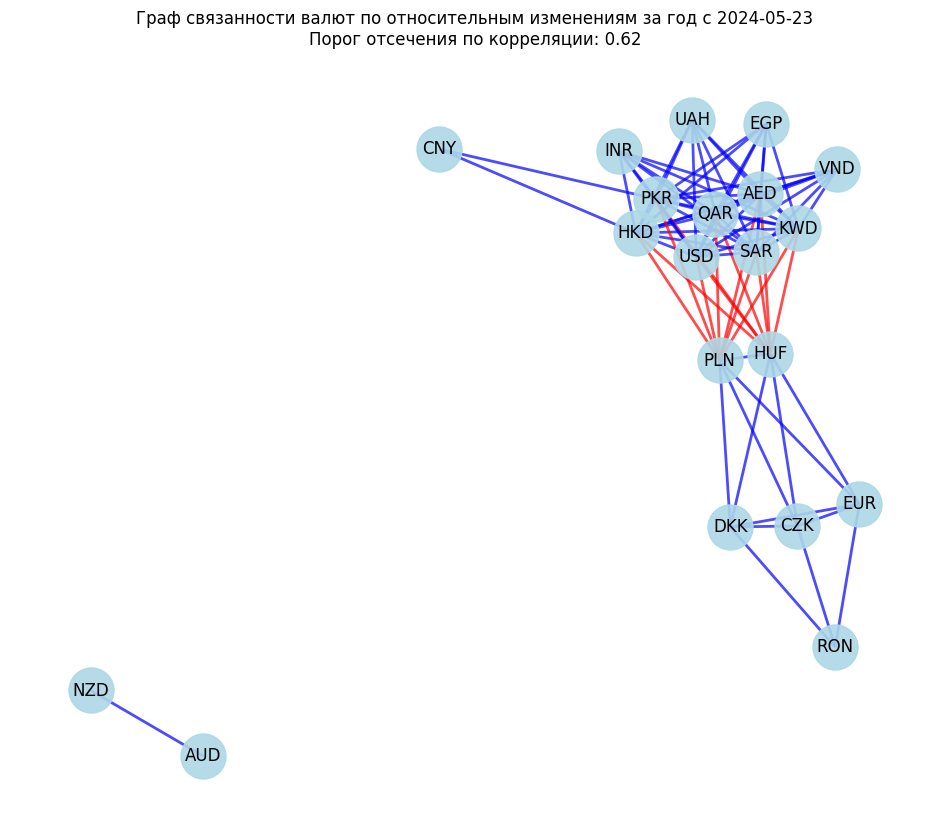 Граф связанности валют по относительным изменениям за год с 2024-05-23
Порог отсечения по корреляции: 0.62
UAH
EGP
CNY
INR
VND
PKR
AED
QAR
KWD
HKD
USD
SAR
PLN
HUF
EUR
DKK
CZK
RON
NZD
AUD